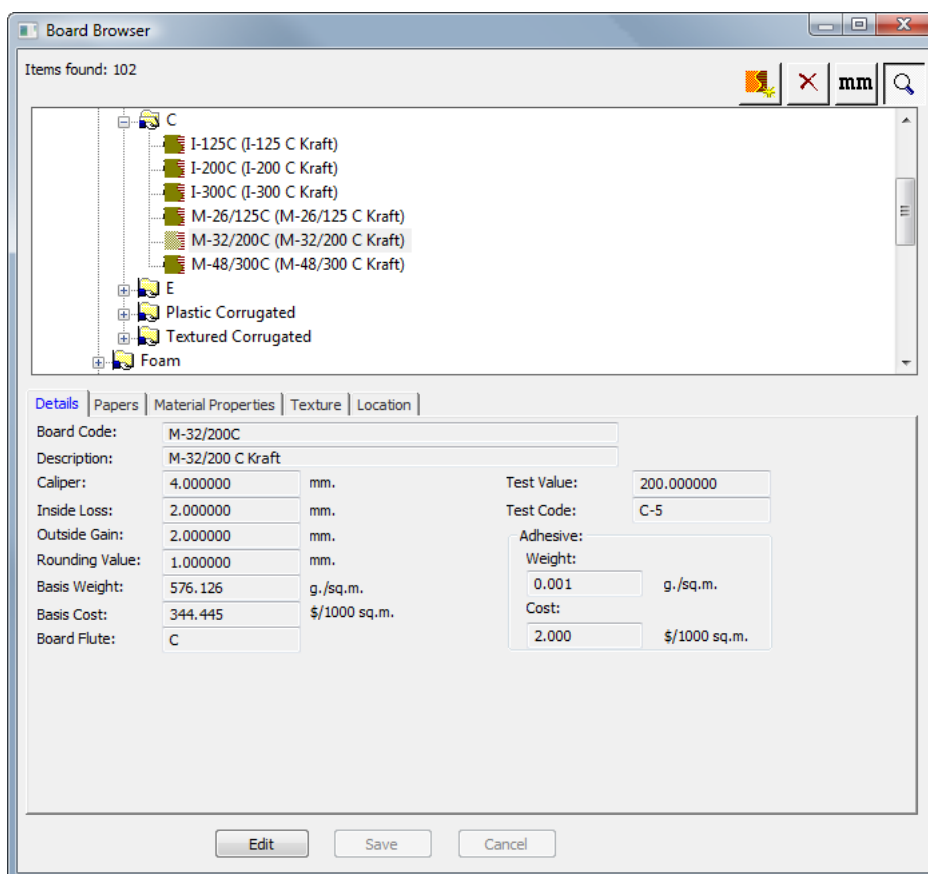 Board Browser
Items found: 102
mm
C
I-125C (I-125 C Kraft)
I-200C (I-200 C Kraft)
I-300C (I-300 C Kraft)
M-26/125C (M-26/125 C Kraft)
M-32/200C (M-32/200 C Kraft)
M-48/300C (M-48/300 C Kraft)
E
Plastic Corrugated
Textured Corrugated
Foam
Details Papers Material Properties Texture Location
Board Code: M-32/200C
Description: M-32/200 C Kraft
Caliper: 4.000000 mm. Test Value: 200.000000
Inside Loss: 2.000000 mm. Test Code: C-5
Outside Gain: 2.000000 mm. Adhesive:
Rounding Value: 1.000000 mm. Weight:
Basis Weight: 576.126 g./sq.m. 0.001 g./sq.m.
Basis Cost: 344.445 $/1000 sq.m. Cost:
Board Flute: C 2.000 $/1000 sq.m.
Edit Save Cancel